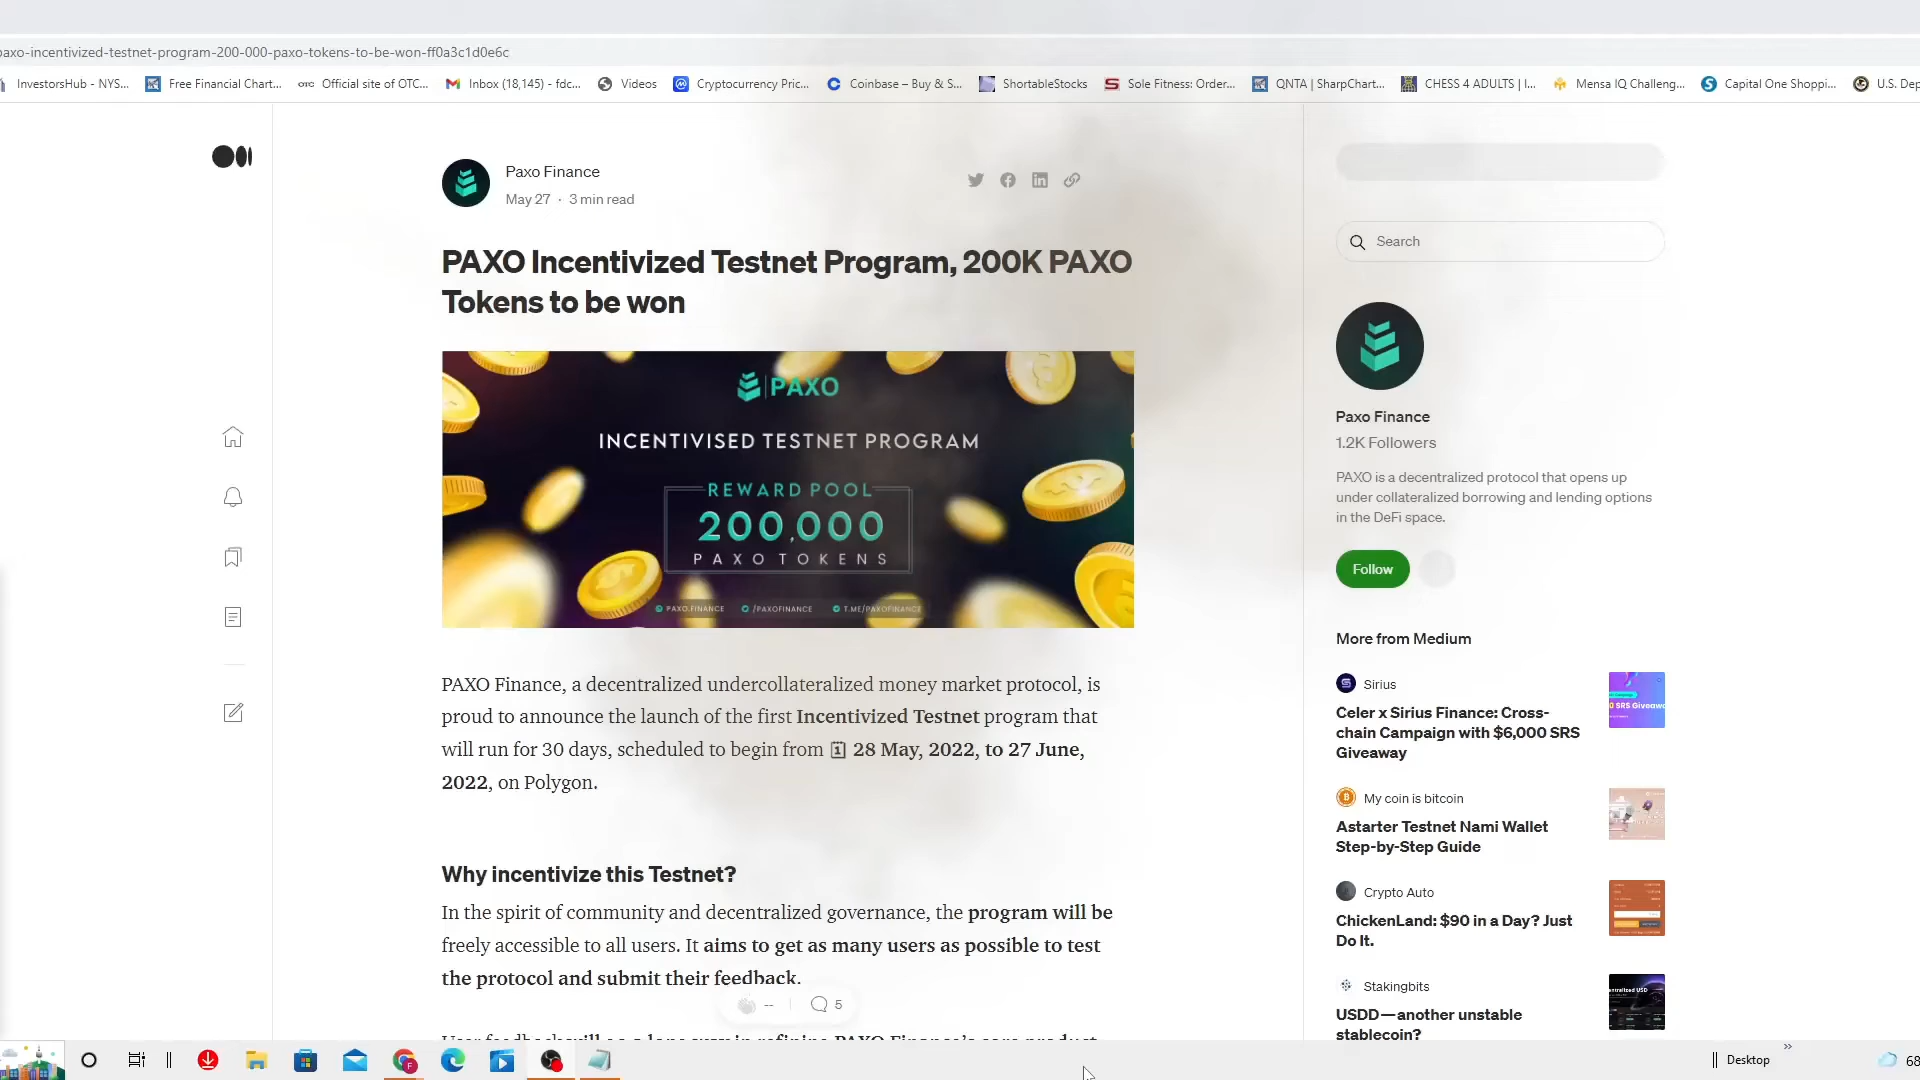 paxo-incentivized-testnet-program-200-000-paxo-tokens-to-be-won-ff0a3c1d0e6c
InvestorsHub - NYS... Free Financial Chart... OTC Official site of OTC... Inbox (18,145) - fdc... Videos Cryptocurrency Pric... Coinbase – Buy & S... ShortableStocks Sole Fitness: Order... QNTA | SharpChart... CHESS 4 ADULTS | I... Mensa IQ Challeng... Capital One Shoppi... U.S. Dep
Paxo Finance
May 27 · 3 min read
PAXO Incentivized Testnet Program, 200K PAXO
Tokens to be won
PAXO
INCENTIVISED TESTNET PROGRAM
REWARD POOL
200,000
PAXO TOKENS
PAXO.FINANCE /PAXOFINANCE T.ME/PAXOFINANCE
PAXO Finance, a decentralized undercollateralized money market protocol, is
proud to announce the launch of the first Incentivized Testnet program that
will run for 30 days, scheduled to begin from 28 May, 2022, to 27 June,
2022, on Polygon.
Why incentivize this Testnet?
In the spirit of community and decentralized governance, the program will be
freely accessible to all users. It aims to get as many users as possible to test
the protocol and submit their feedback.
-- 5
Search
Paxo Finance
1.2K Followers
PAXO is a decentralized protocol that opens up
under collateralized borrowing and lending options
in the DeFi space.
Follow
More from Medium
Sirius
Celer x Sirius Finance: Cross-
chain Campaign with $6,000 SRS
Giveaway
My coin is bitcoin
Astarter Testnet Nami Wallet
Step-by-Step Guide
Crypto Auto
ChickenLand: $90 in a Day? Just
Do It.
Stakingbits
USDD—another unstable
stablecoin?
Desktop
68